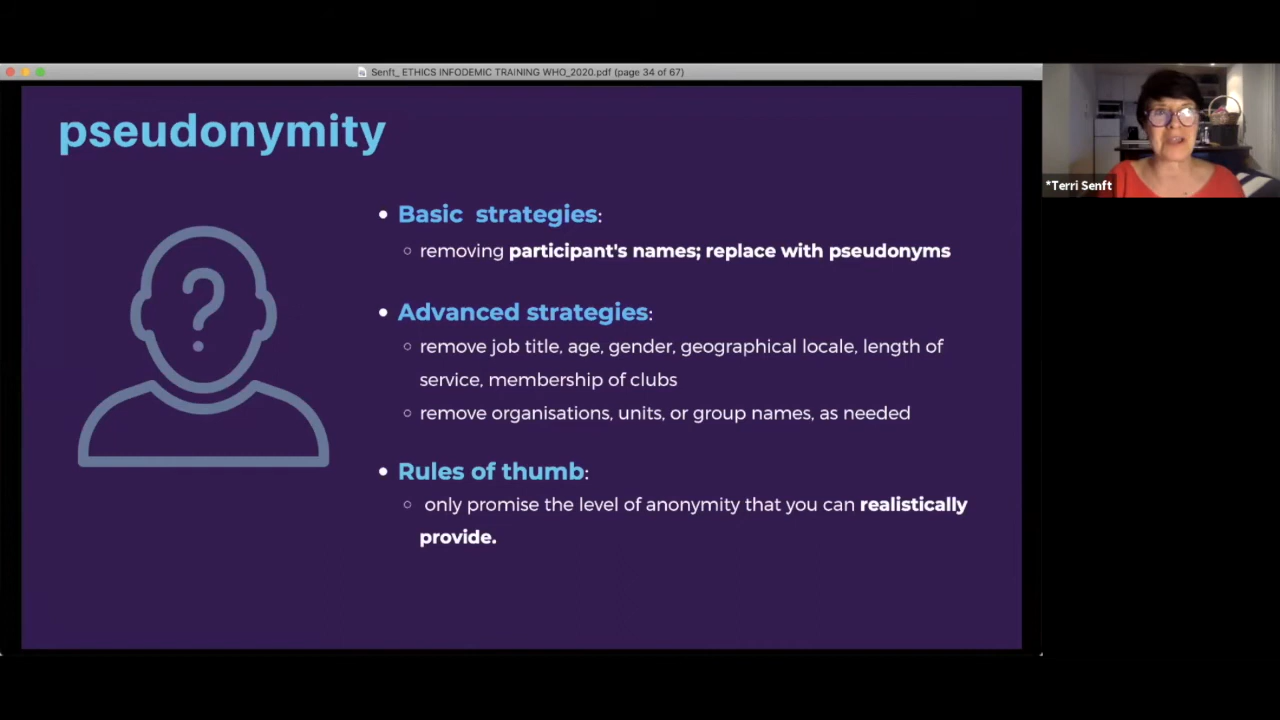 Senft_ ETHICS INFODEMIC TRAINING WHO_2020.pdf (page 34 of 67)
pseudonymity
*Terri Senft
• Basic strategies:
○ removing participant's names; replace with pseudonyms
• Advanced strategies:
○ remove job title, age, gender, geographical locale, length of
service, membership of clubs
○ remove organisations, units, or group names, as needed
• Rules of thumb:
○ only promise the level of anonymity that you can realistically
provide.
?